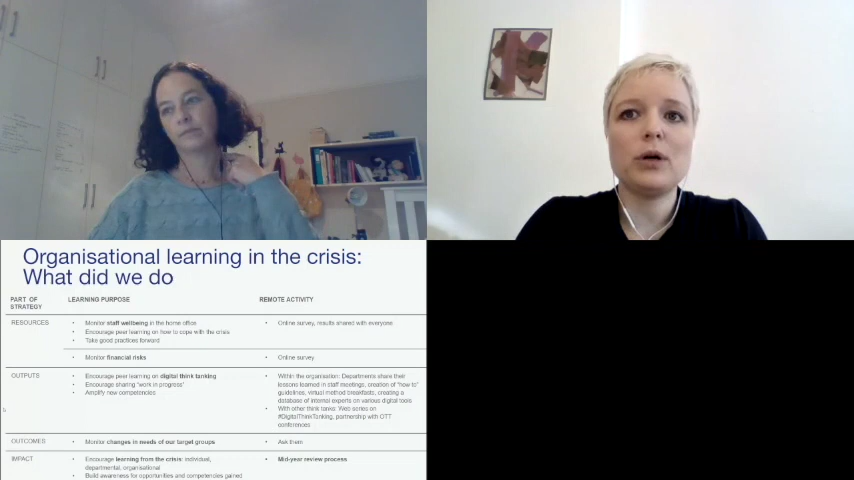 Organisational learning in the crisis:
What did we do
PART OF
STRATEGY
LEARNING PURPOSE
REMOTE ACTIVITY
RESOURCES
• Monitor staff wellbeing in the home office
• Encourage peer learning on how to cope with the crisis
• Take good practices forward
• Online survey, results shared with everyone
• Monitor financial risks
• Online survey
OUTPUTS
• Encourage peer learning on digital think tanking
• Encourage sharing "work in progress"
• Amplify new competencies
• Within the organisation: Departments share their
lessons learned in staff meetings, creation of "how to"
guidelines, virtual method breakfasts, creating a
database of internal experts on various digital tools
• With other think tanks: Web series on
#DigitalThinkTanking, partnership with OTT
conferences
OUTCOMES
• Monitor changes in needs of our target groups
• Ask them
IMPACT
• Encourage learning from the crisis: individual,
departmental, organisational
• Build awareness for opportunities and competencies gained
• Mid-year review process